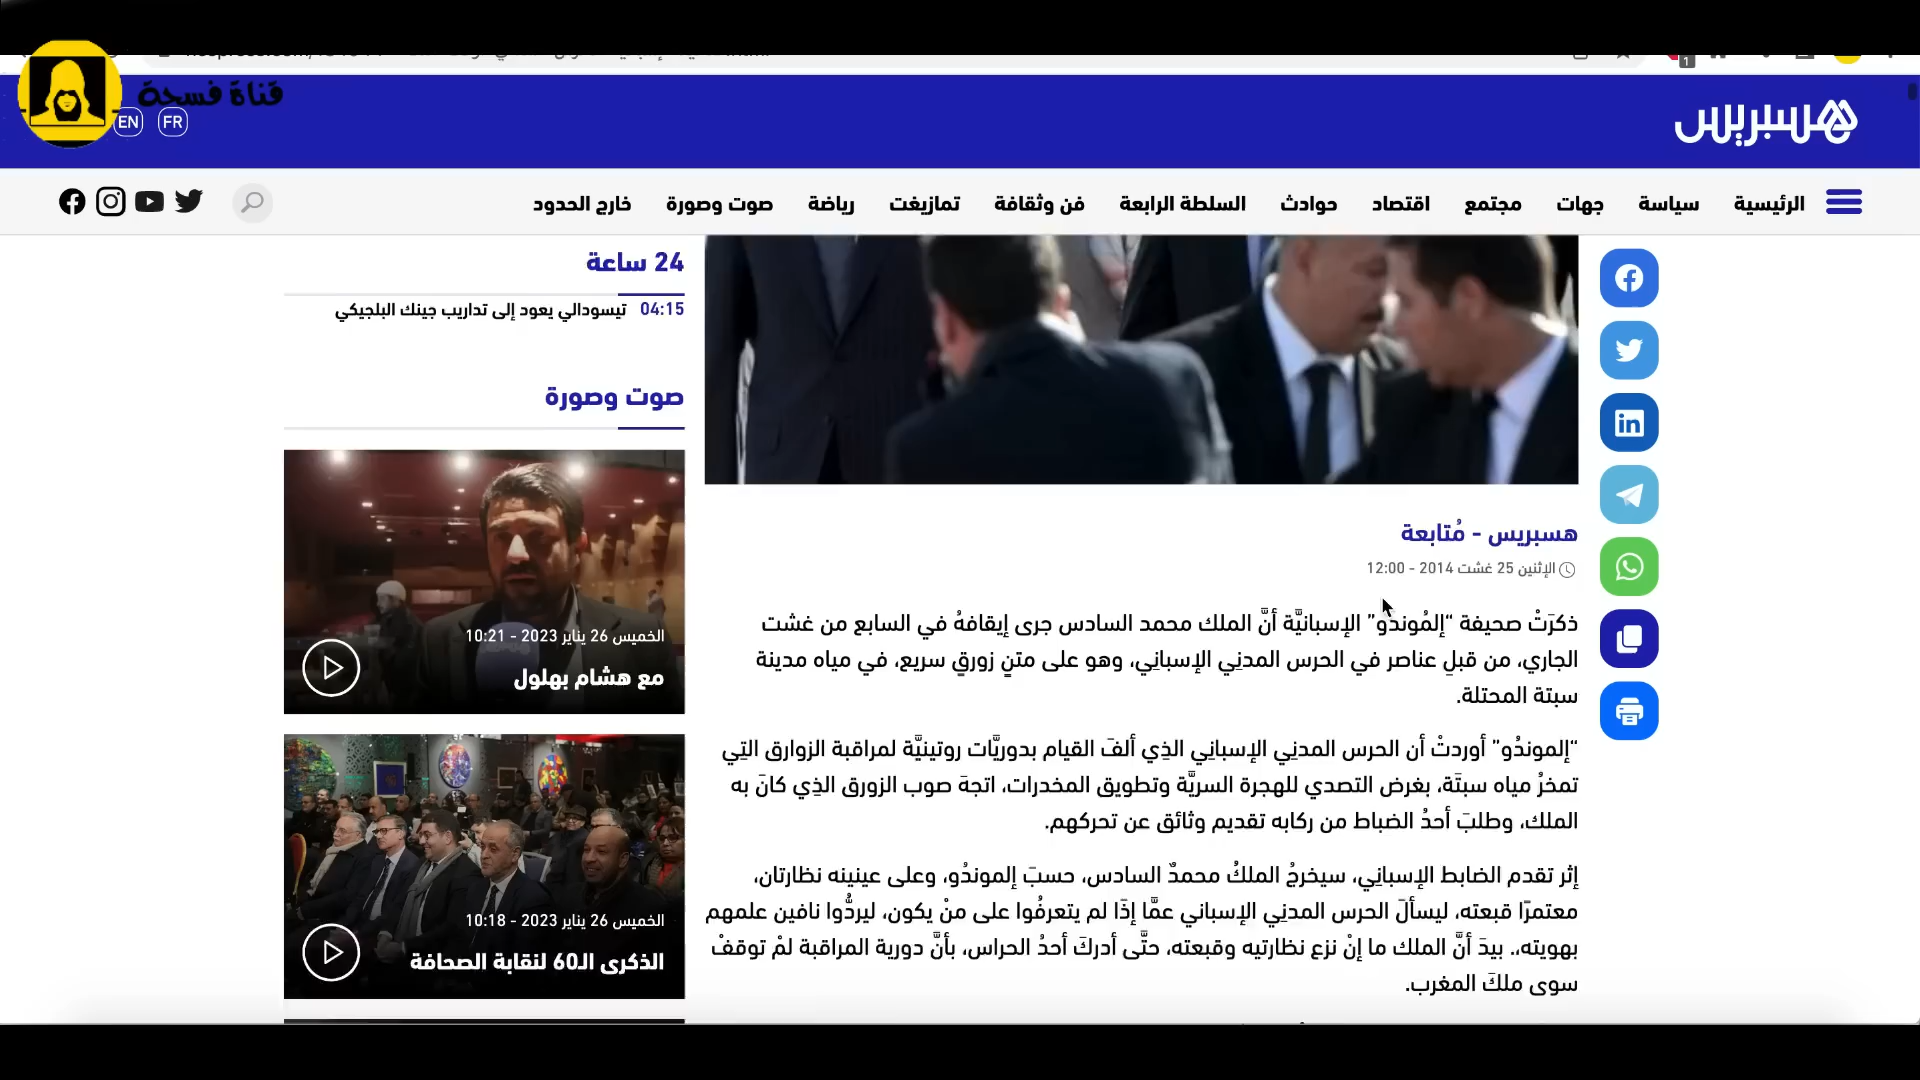 قناة فسحة
1
هسبريس
EN
FR
الرئيسية
سياسة
جهات
مجتمع
اقتصاد
حوادث
السلطة الرابعة
فن وثقافة
تمازيغت
رياضة
صوت وصورة
خارج الحدود
هسبريس - مُتابعة
الإثنين 25 غشت 2014 - 12:00
ذكرَتْ صحيفة “إلمُوندُو” الإسبانيَّة أنَّ الملك محمد السادس جرى إيقافهُ في السابع من غشت
الجاري، من قبلِ عناصر في الحرس المدنِي الإسبانِي، وهو على متنٍ زورقٍ سريع، في مياه مدينة
سبتة المحتلة.
“إلموندُو” أوردتْ أن الحرس المدنِي الإسبانِي الذِي ألفَ القيام بدوريَّات روتينيَّة لمراقبة الزوارق التِي
تمخرُ مياه سبتَة، بغرض التصدي للهجرة السريَّة وتطويق المخدرات، اتجهَ صوب الزورق الذِي كانَ به
الملك، وطلبَ أحدُ الضباط من ركابه تقديم وثائق عن تحركهم.
إثر تقدم الضابط الإسبانِي، سيخرجُ الملكُ محمدٌ السادس، حسبَ إلموندُو، وعلى عينينه نظارتان،
معتمرًا قبعته، ليسألَ الحرس المدنِي الإسباني عمَّا إذَا لم يتعرفُوا على منْ يكون، ليردُّوا نافين علمهم
بهويته،. بيدَ أنَّ الملك ما إنْ نزع نظارتيه وقبعته، حتَّى أدركَ أحدُ الحراس، بأنَّ دورية المراقبة لمْ توقفْ
سوى ملكَ المغرب.
24 ساعة
04:15 تيسودالي يعود إلى تداريب جينك البلجيكي
صوت وصورة
الخميس 26 يناير 2023 - 10:21
مع هشام بهلول
الخميس 26 يناير 2023 - 10:18
الذكرى الـ60 لنقابة الصحافة